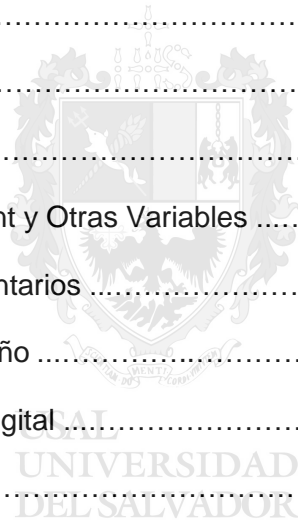 .................................................
.................................................
.................................................
nt y Otras Variables .....
ntarios ........................
ño .................................
gital .............................
USAL
UNIVERSIDAD
.................................................
DEL SALVADOR